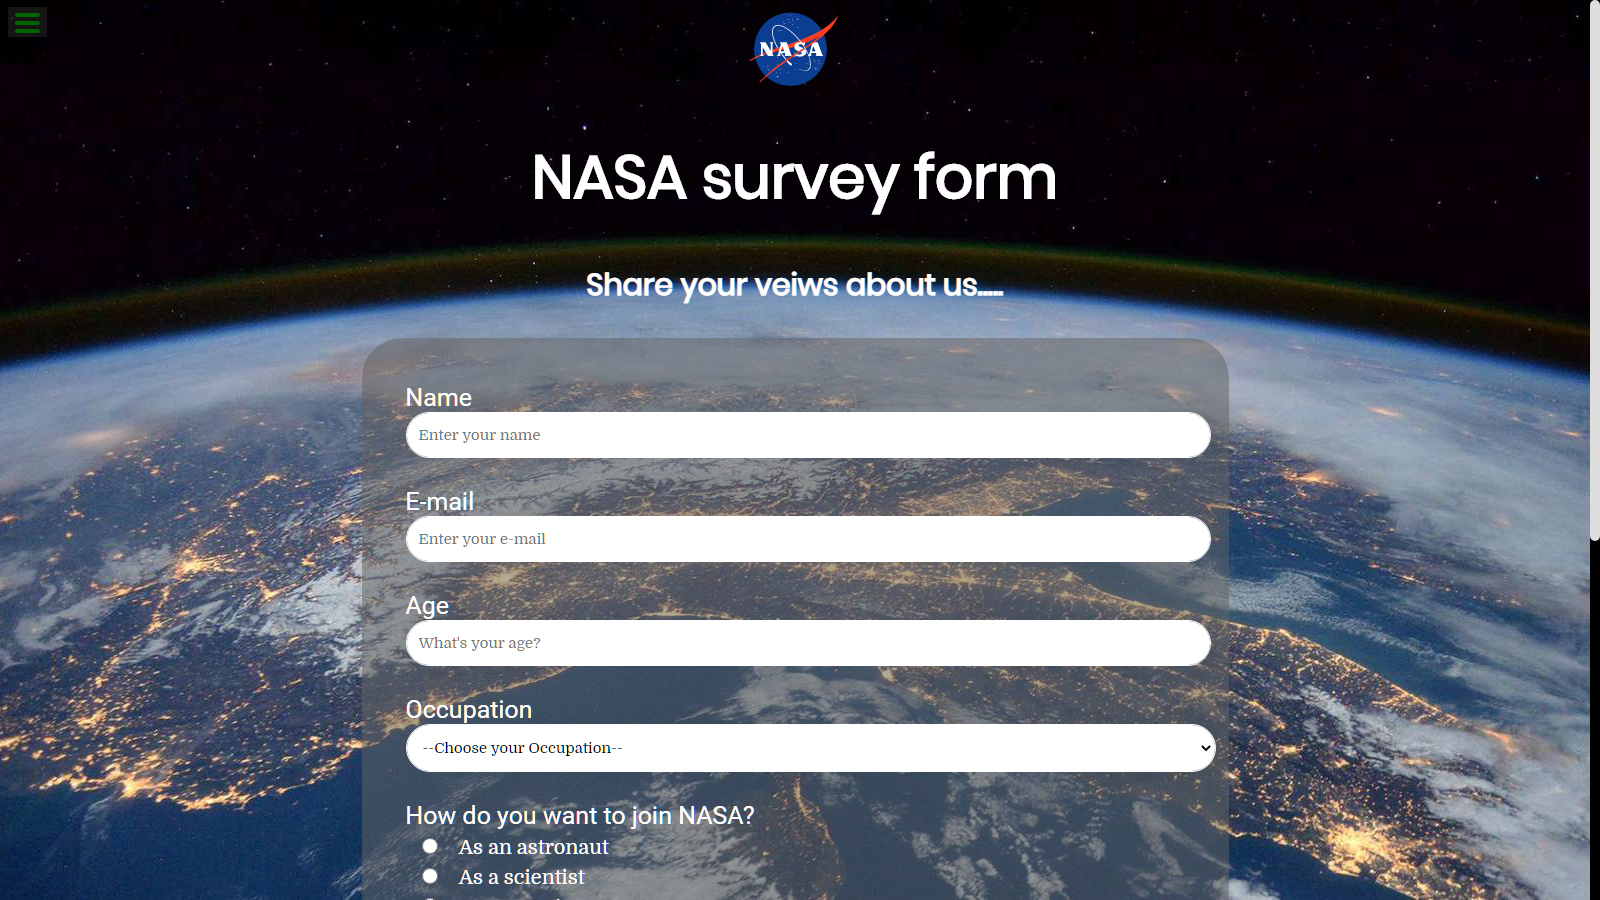 NASA
NASA survey form
Share your veiws about us.....
Name
Enter your name
E-mail
Enter your e-mail
Age
What's your age?
Occupation
--Choose your Occupation--
How do you want to join NASA?
As an astronaut
As a scientist